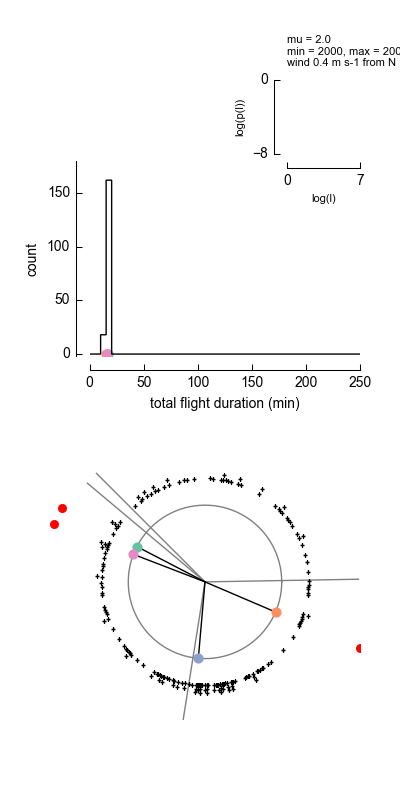 mu = 2.0
min = 2000, max = 200
wind 0.4 m s-1 from N
0
log(p(l))
−8
0
7
log(l)
150
count
100
50
0
0
50
100
150
200
250
total flight duration (min)